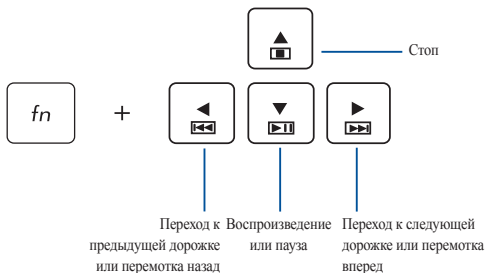 Стоп
fn +
Переход к
предыдущей дорожке
или перемотка назад
Воспроизведение
или пауза
Переход к следующей
дорожке или перемотка
вперед